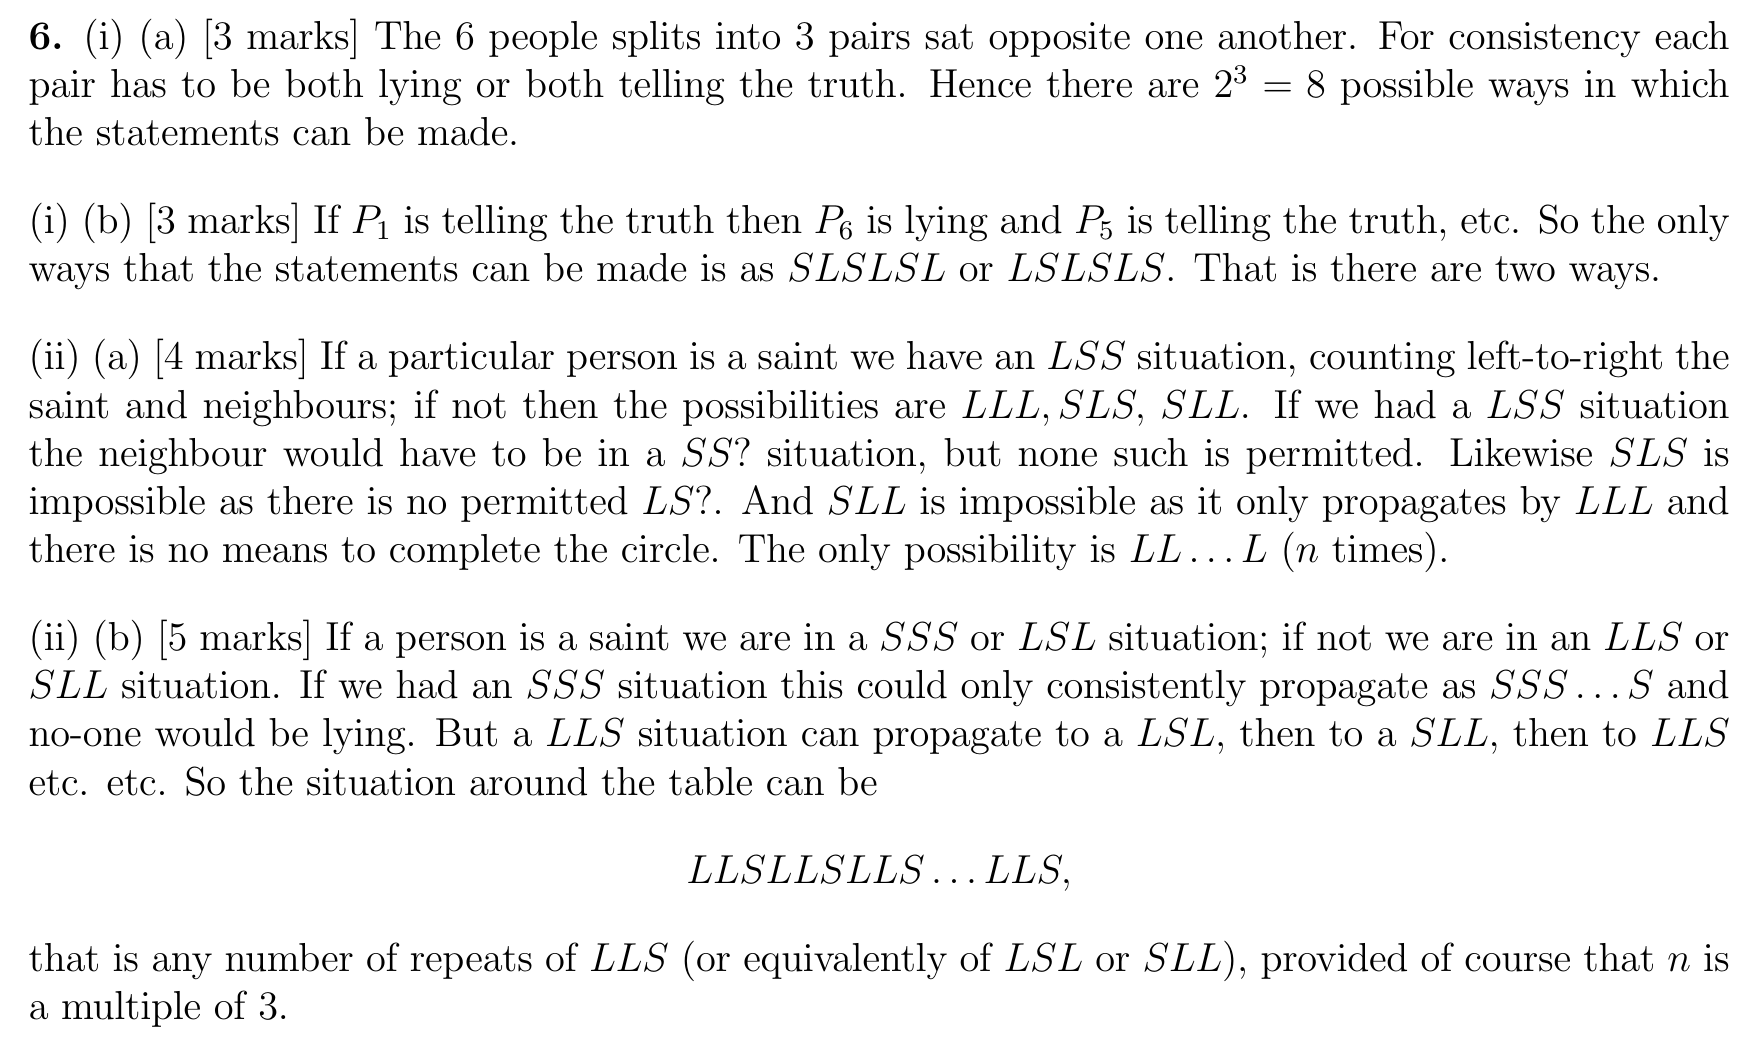 6. (i) (a) [3 marks] The 6 people splits into 3 pairs sat opposite one another. For consistency each
pair has to be both lying or both telling the truth. Hence there are 2³ = 8 possible ways in which
the statements can be made.
(i) (b) [3 marks] If P₁ is telling the truth then P₆ is lying and P₅ is telling the truth, etc. So the only
ways that the statements can be made is as SLSLSL or LSLSLS. That is there are two ways.
(ii) (a) [4 marks] If a particular person is a saint we have an LSS situation, counting left-to-right the
saint and neighbours; if not then the possibilities are LLL, SLS, SLL. If we had a LSS situation
the neighbour would have to be in a SS? situation, but none such is permitted. Likewise SLS is
impossible as there is no permitted LS?. And SLL is impossible as it only propagates by LLL and
there is no means to complete the circle. The only possibility is LL...L (n times).
(ii) (b) [5 marks] If a person is a saint we are in a SSS or LSL situation; if not we are in an LLS or
SLL situation. If we had an SSS situation this could only consistently propagate as SSS...S and
no-one would be lying. But a LLS situation can propagate to a LSL, then to a SLL, then to LLS
etc. etc. So the situation around the table can be
LLSLLSLLS...LLS,
that is any number of repeats of LLS (or equivalently of LSL or SLL), provided of course that n is
a multiple of 3.